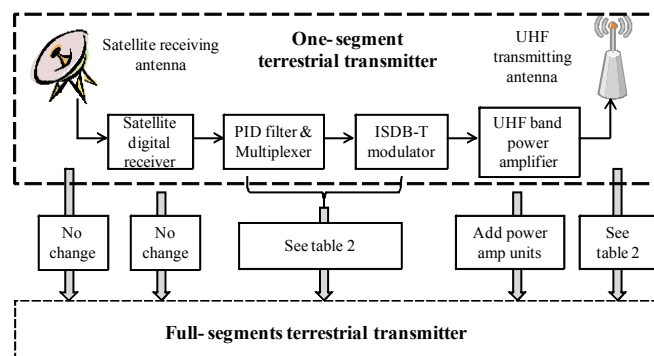 Satellite receiving
antenna
One- segment
terrestrial transmitter
UHF
transmitting
antenna
Satellite
digital
receiver
PID filter &
Multiplexer
ISDB-T
modulator
UHF band
power
amplifier
No
change
No
change
See table 2
Add power
amp units
See
table 2
Full- segments terrestrial transmitter